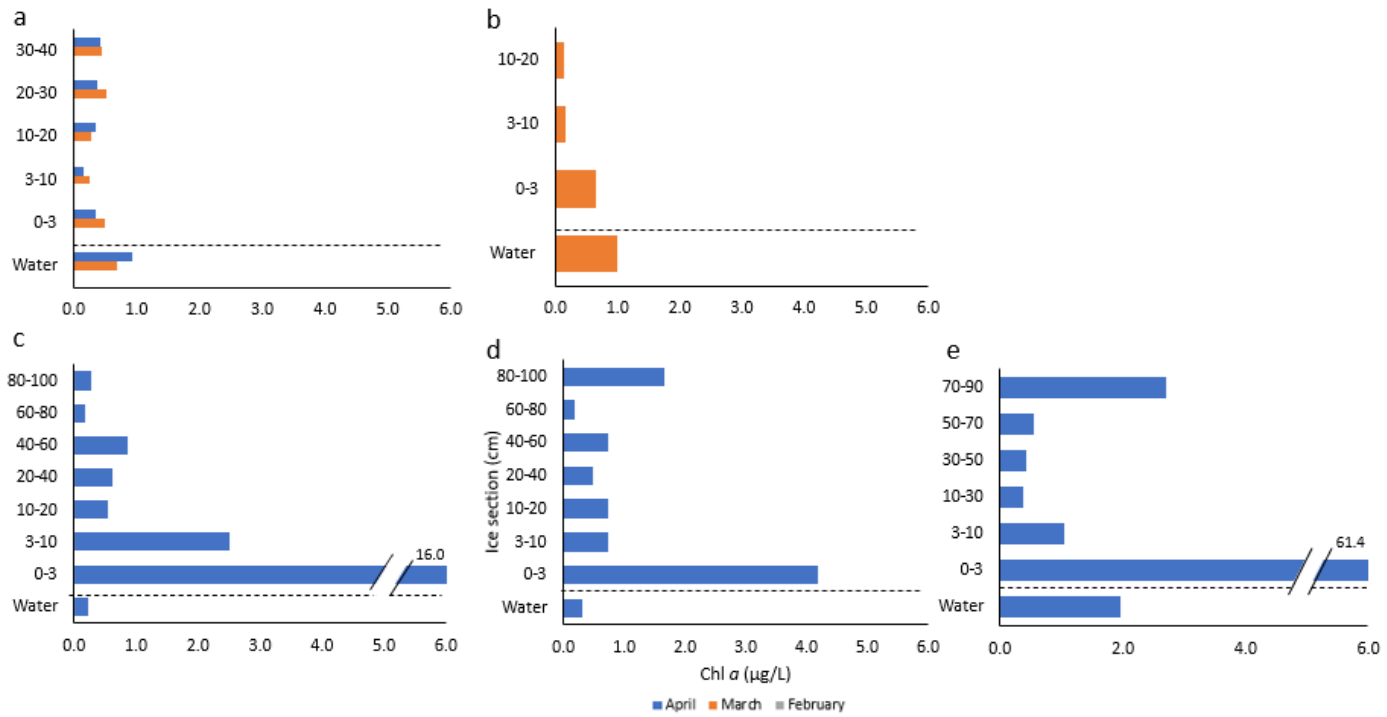 a
30-40
20-30
10-20
3-10
0-3
Water
0.0 1.0 2.0 3.0 4.0 5.0 6.0
b
10-20
3-10
0-3
Water
0.0 1.0 2.0 3.0 4.0 5.0 6.0
c
80-100
60-80
40-60
20-40
10-20
3-10
0-3
16.0
Water
0.0 1.0 2.0 3.0 4.0 5.0 6.0
d
Ice section (cm)
80-100
60-80
40-60
20-40
10-20
3-10
0-3
Water
0.0 1.0 2.0 3.0 4.0 5.0 6.0
Chl a (µg/L)
e
70-90
50-70
30-50
10-30
3-10
0-3
61.4
Water
0.0 2.0 4.0 6.0
April March February